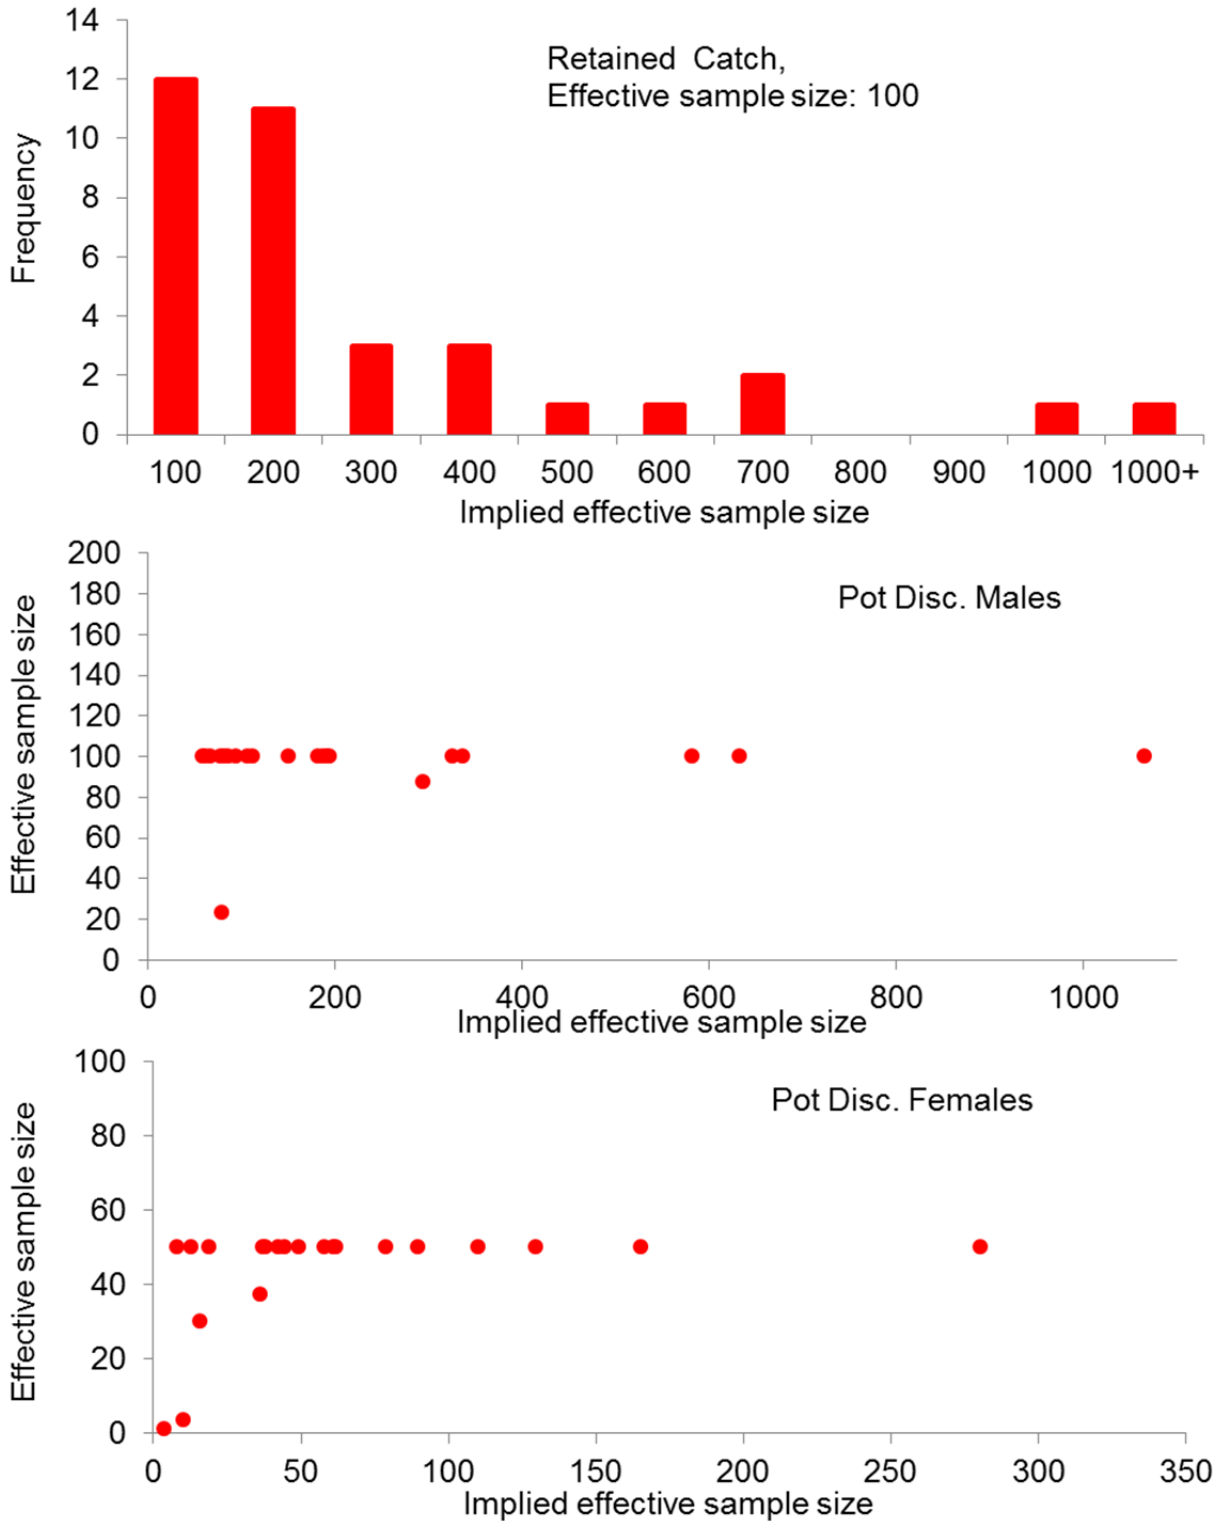 14
12
10
8
6
4
2
0
Frequency
Retained Catch,
Effective sample size: 100
100 200 300 400 500 600 700 800 900 1000 1000+
Implied effective sample size
200
180
160
140
120
100
80
60
40
20
0
Effective sample size
Pot Disc. Males
0 200 400 600 800 1000
Implied effective sample size
100
80
60
40
20
0
Effective sample size
Pot Disc. Females
0 50 100 150 200 250 300 350
Implied effective sample size